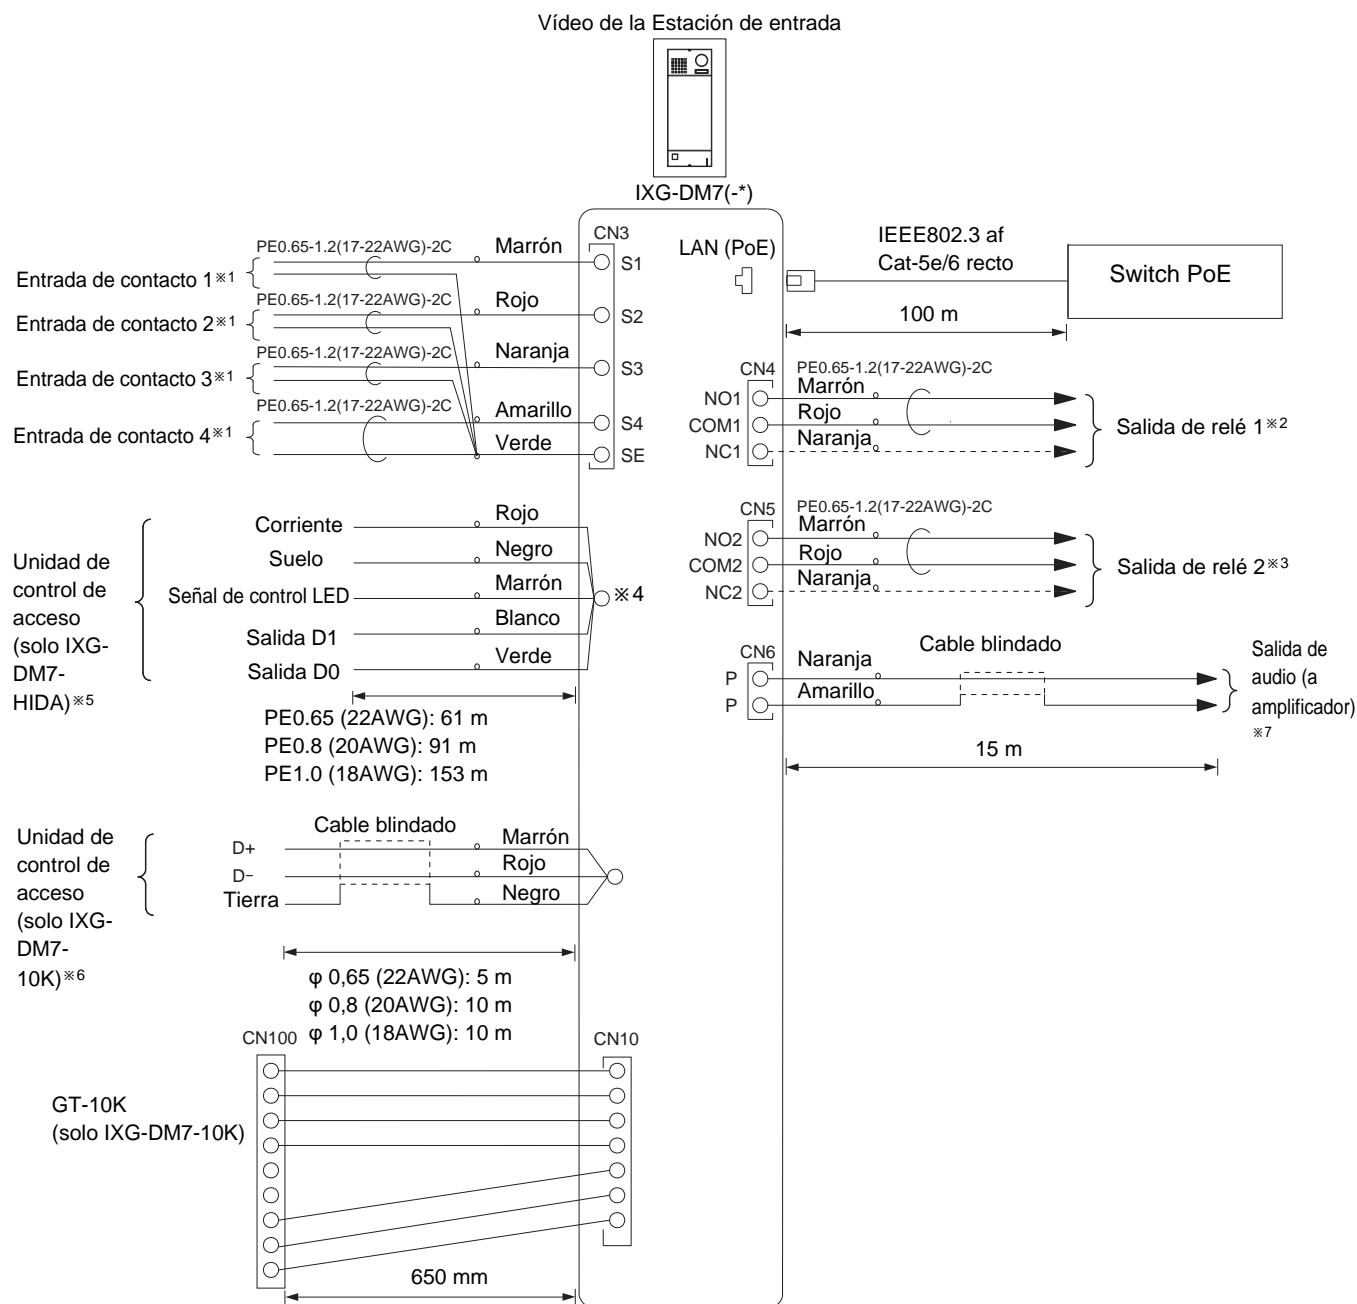 Vídeo de la Estación de entrada
IXG-DM7(-*)
CN3
PE0.65-1.2(17-22AWG)-2C
Marrón
S1
Entrada de contacto 1※1
PE0.65-1.2(17-22AWG)-2C
Rojo
S2
Entrada de contacto 2※1
PE0.65-1.2(17-22AWG)-2C
Naranja
S3
Entrada de contacto 3※1
PE0.65-1.2(17-22AWG)-2C
Amarillo
S4
Entrada de contacto 4※1
Verde
SE
LAN (PoE)
IEEE802.3 af
Cat-5e/6 recto
Switch PoE
100 m
CN4
PE0.65-1.2(17-22AWG)-2C
NO1
Marrón
COM1
Rojo
NC1
Naranja
Salida de relé 1※2
CN5
PE0.65-1.2(17-22AWG)-2C
NO2
Marrón
COM2
Rojo
NC2
Naranja
Salida de relé 2※3
CN6
P
Naranja
P
Amarillo
Cable blindado
Salida de
audio (a
amplificador)
※7
15 m
Unidad de
control de
acceso
(solo IXG-
DM7-
HIDA)※5
Corriente
Rojo
Suelo
Negro
Señal de control LED
Marrón
Salida D1
Blanco
Salida D0
Verde
※4
PE0.65 (22AWG): 61 m
PE0.8 (20AWG): 91 m
PE1.0 (18AWG): 153 m
Unidad de
control de
acceso
(solo IXG-
DM7-
10K)※6
Cable blindado
D+
Marrón
D-
Rojo
Tierra
Negro
φ 0,65 (22AWG): 5 m
φ 0,8 (20AWG): 10 m
φ 1,0 (18AWG): 10 m
CN100
CN10
GT-10K
(solo IXG-DM7-10K)
650 mm